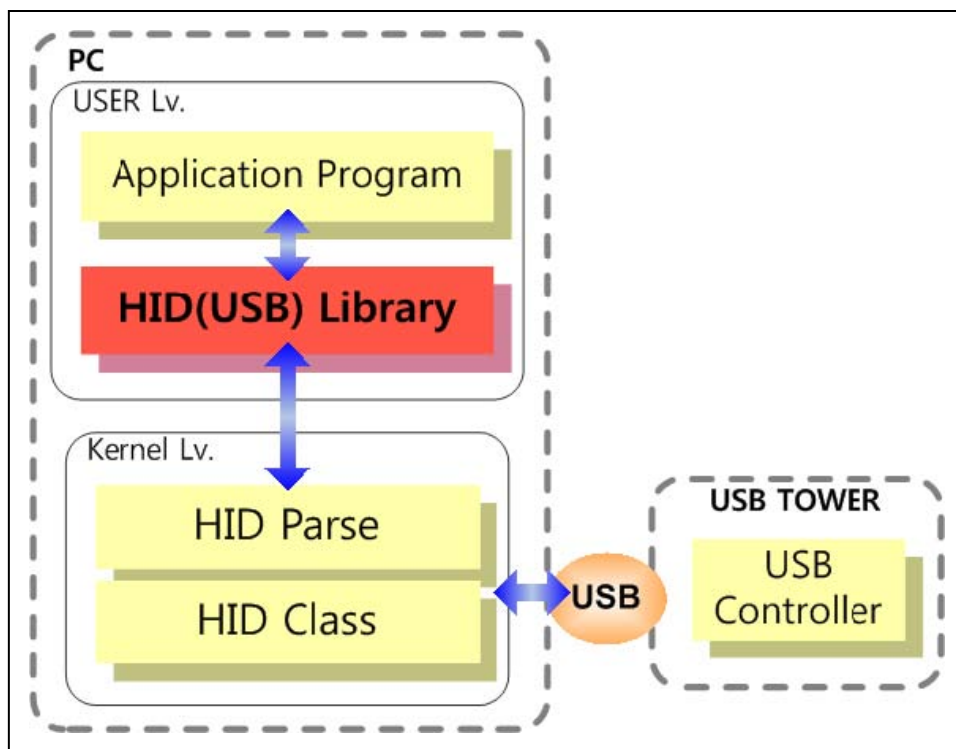 PC
USER Lv.
Application Program
HID(USB) Library
Kernel Lv.
HID Parse
HID Class
USB
USB TOWER
USB
Controller